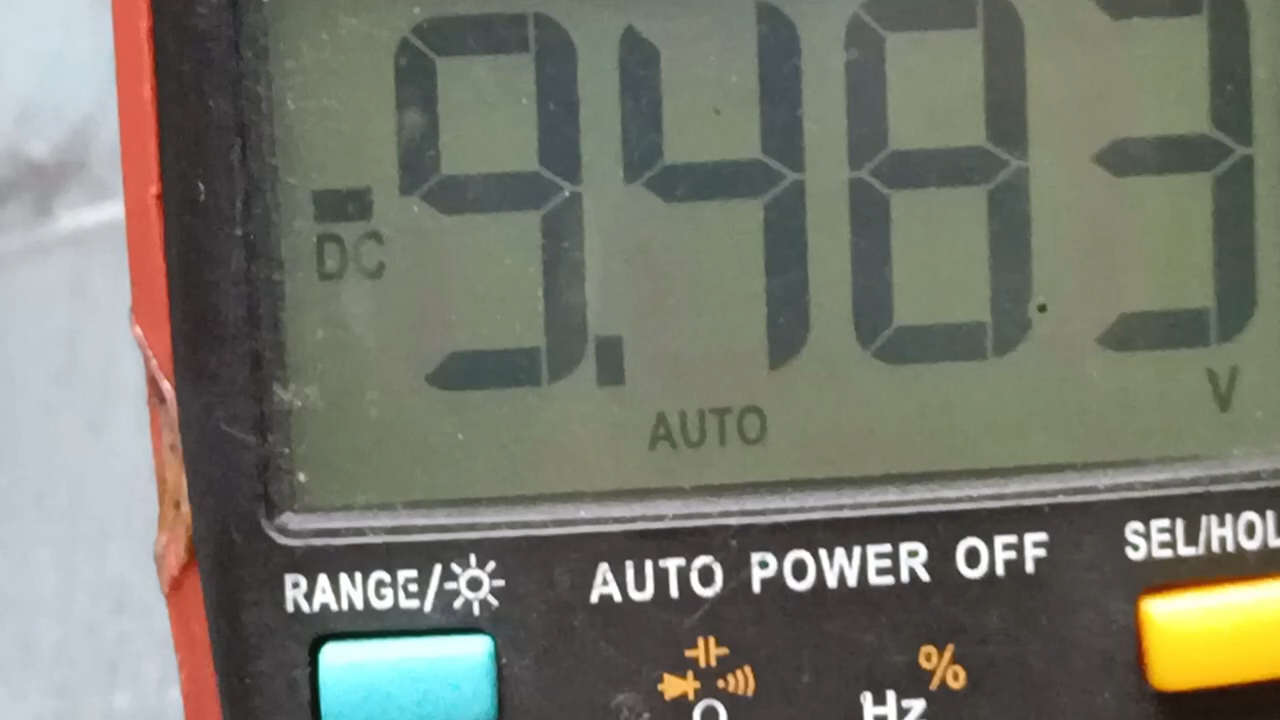 -9.483
DC
AUTO
V
RANGE/
AUTO POWER OFF
SEL/HOL
%
Ω
Hz